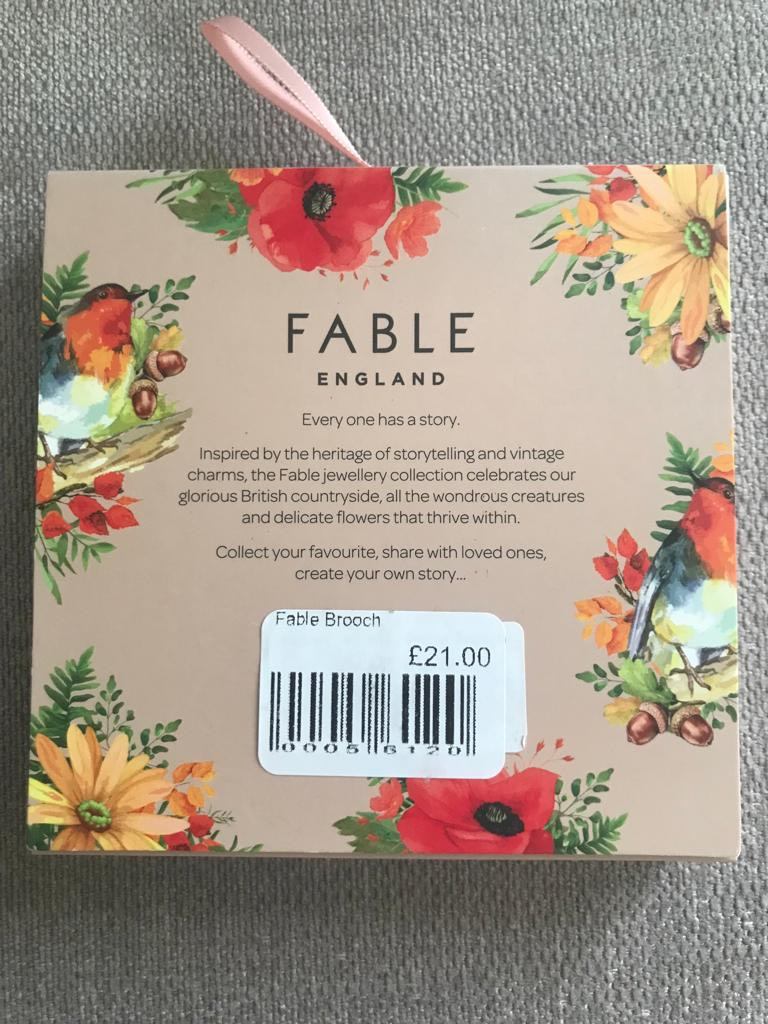 FABLE
ENGLAND
Every one has a story.
Inspired by the heritage of storytelling and vintage
charms, the Fable jewellery collection celebrates our
glorious British countryside, all the wondrous creatures
and delicate flowers that thrive within.
Collect your favourite, share with loved ones,
create your own story...
Fable Brooch
£21.00
00056120